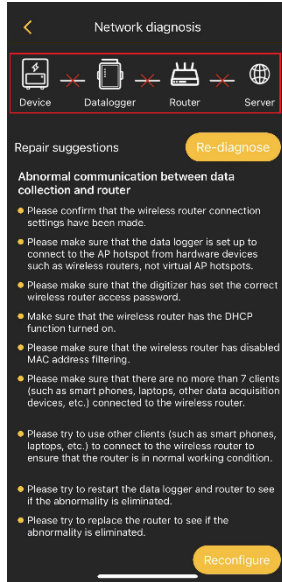 Network diagnosis
Device Datalogger Router Server
Repair suggestions Re-diagnose
Abnormal communication between data
collection and router
Please confirm that the wireless router connection
settings have been made.
Please make sure that the data logger is set up to
connect to the AP hotspot from hardware devices
such as wireless routers, not virtual AP hotspots.
Please make sure that the digitizer has set the correct
wireless router access password.
Make sure that the wireless router has the DHCP
function turned on.
Please make sure that the wireless router has disabled
MAC address filtering.
Please make sure that there are no more than 7 clients
(such as smart phones, laptops, other data acquisition
devices, etc.) connected to the wireless router.
Please try to use other clients (such as smart phones,
laptops, etc.) to connect to the wireless router to
ensure that the router is in normal working condition.
Please try to restart the data logger and router to see
if the abnormality is eliminated.
Please try to replace the router to see if the
abnormality is eliminated.
Reconfigure